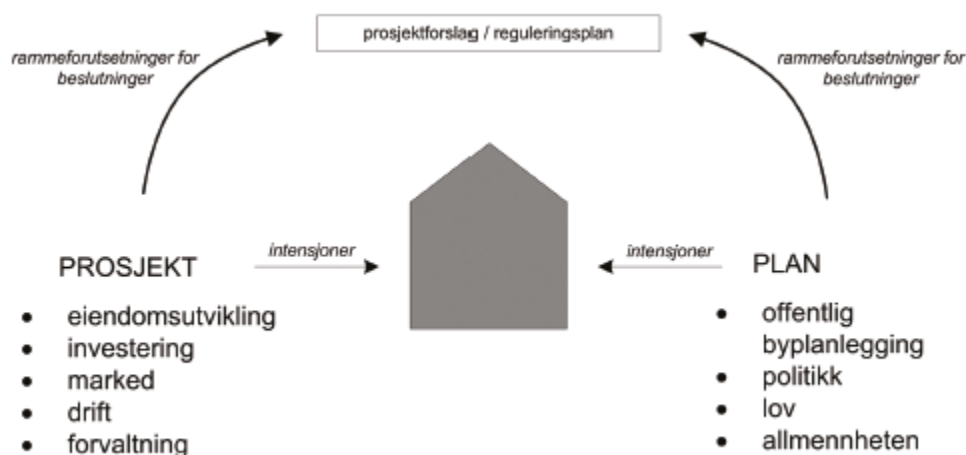 prosjektforslag / reguleringsplan
rammeforutsetninger for
beslutninger
rammeforutsetninger for
beslutninger
PROSJEKT
intensjoner
intensjoner
PLAN
• eiendomsutvikling
• investering
• marked
• drift
• forvaltning
• offentlig
byplanlegging
• politikk
• lov
• allmennheten